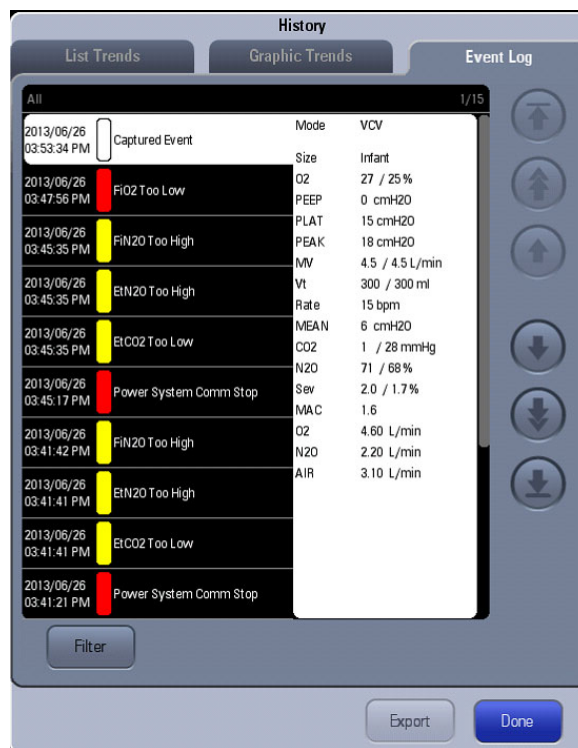 History
List Trends Graphic Trends Event Log
All 1/15
2013/06/26
03:53:34 PM Captured Event
2013/06/26
03:47:56 PM FiO2 Too Low
2013/06/26
03:45:35 PM FiN2O Too High
2013/06/26
03:45:35 PM EtN2O Too High
2013/06/26
03:45:35 PM EtCO2 Too Low
2013/06/26
03:45:17 PM Power System Comm Stop
2013/06/26
03:41:42 PM FiN2O Too High
2013/06/26
03:41:41 PM EtN2O Too High
2013/06/26
03:41:41 PM EtCO2 Too Low
2013/06/26
03:41:21 PM Power System Comm Stop
Mode VCV
Size Infant
O2 27 / 25 %
PEEP 0 cmH2O
PLAT 15 cmH2O
PEAK 18 cmH2O
MV 4.5 / 4.5 L/min
Vt 300 / 300 ml
Rate 15 bpm
MEAN 6 cmH2O
CO2 1 / 28 mmHg
N2O 71 / 68 %
Sev 2.0 / 1.7 %
MAC 1.6
O2 4.60 L/min
N2O 2.20 L/min
AIR 3.10 L/min
Filter
Export Done